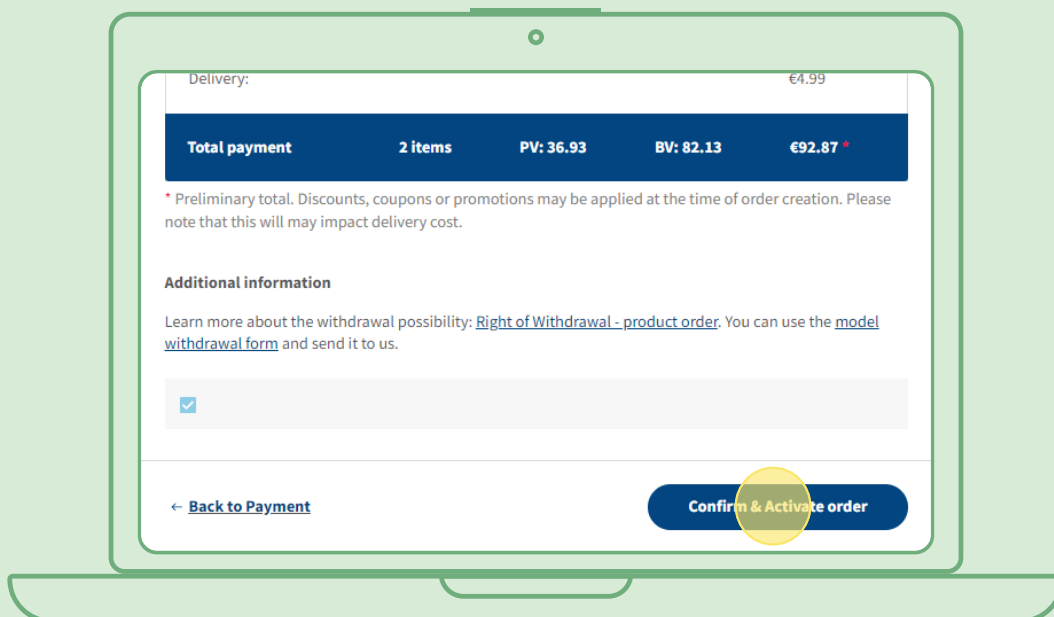 Delivery: €4.99
Total payment 2 items PV: 36.93 BV: 82.13 €92.87 *
* Preliminary total. Discounts, coupons or promotions may be applied at the time of order creation. Please
note that this will may impact delivery cost.
Additional information
Learn more about the withdrawal possibility: Right of Withdrawal - product order. You can use the model
withdrawal form and send it to us.
← Back to Payment
Confirm & Activate order